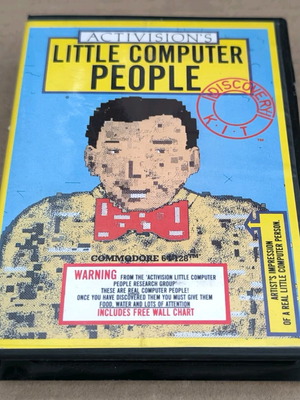 ACTIVISION'S
LITTLE COMPUTER
PEOPLE
DISCOVERY
KIT
COMMODORE 64/128™
WARNING FROM THE 'ACTIVISION LITTLE COMPUTER
PEOPLE RESEARCH GROUP'
THESE ARE REAL COMPUTER PEOPLE!
ONCE YOU HAVE DISCOVERED THEM YOU MUST GIVE THEM
FOOD, WATER AND LOTS OF ATTENTION
INCLUDES FREE WALL CHART
ARTIST'S IMPRESSION
OF A REAL LITTLE COMPUTER PERSON.